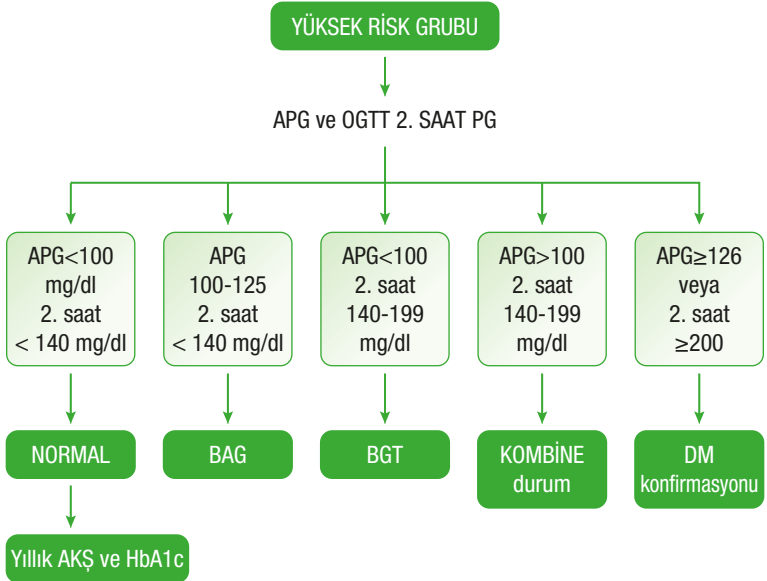 YÜKSEK RİSK GRUBU
APG ve OGTT 2. SAAT PG
APG<100
mg/dl
2. saat
< 140 mg/dl
APG
100-125
2. saat
< 140 mg/dl
APG<100
2. saat
140-199
mg/dl
APG>100
2. saat
140-199
mg/dl
APG≥126
veya
2. saat
≥200
NORMAL
BAG
BGT
KOMBİNE
durum
DM
konfirmasyonu
Yıllık AKŞ ve HbA1c